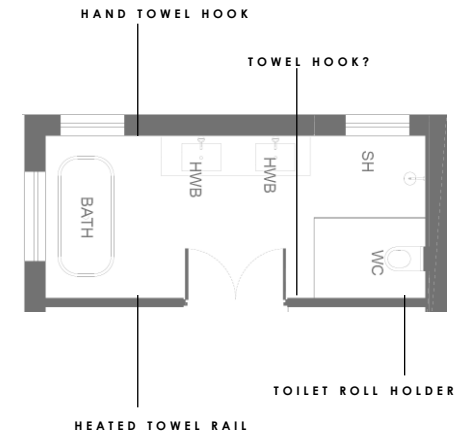 HAND TOWEL HOOK
TOWEL HOOK?
SH
HWB
HWB
BATH
WC
TOILET ROLL HOLDER
HEATED TOWEL RAIL